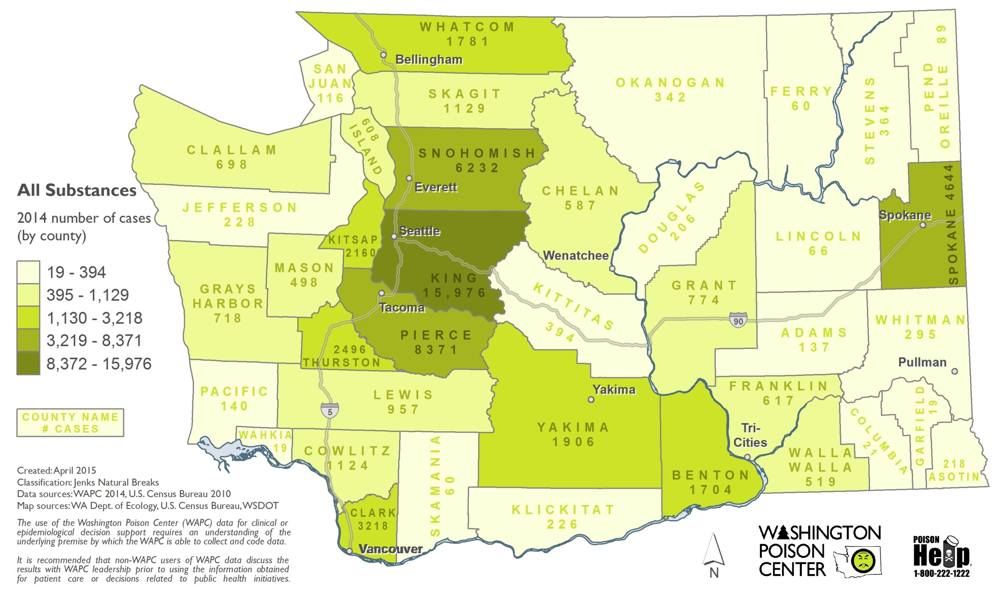 WHATCOM
1781
Bellingham
SAN
JUAN
116
SKAGIT
1129
OKANOGAN
342
FERRY
60
STEVENS
364
PEND
OREILLE 89
CLALLAM
698
608
ISLAND
SNOHOMISH
6232
Everett
CHELAN
587
DOUGLAS
206
SPOKANE 4644
Spokane
All Substances
2014 number of cases
(by county)
19 - 394
395 - 1,129
1,130 - 3,218
3,219 - 8,371
8,372 - 15,976
COUNTY NAME
# CASES
JEFFERSON
228
KITSAP
2160
Seattle
KING
15,976
Wenatchee
LINCOLN
66
MASON
498
GRAYS
HARBOR
718
Tacoma
PIERCE
8371
KITTITAS
394
GRANT
774
90
ADAMS
137
WHITMAN
295
Pullman
2496
THURSTON
PACIFIC
140
LEWIS
957
5
Yakima
YAKIMA
1906
FRANKLIN
617
Tri-
Cities
BENTON
1704
WALLA
WALLA
519
COLUMBIA
21
GARFIELD
19
218
ASOTIN
WAHKIA
19
COWLITZ
1124
SKAMANIA
60
KLICKITAT
226
CLARK
3218
Vancouver
Created: April 2015
Classification: Jenks Natural Breaks
Data sources: WAPC 2014, U.S. Census Bureau 2010
Map sources: WA Dept. of Ecology, U.S. Census Bureau, WSDOT
The use of the Washington Poison Center (WAPC) data for clinical or
epidemiological decision support requires an understanding of the
underlying premise by which the WAPC is able to collect and code data.
It is recommended that non-WAPC users of WAPC data discuss the
results with WAPC leadership prior to using the information obtained
for patient care or decisions related to public health initiatives.
N
WASHINGTON
POISON
CENTER
POISON
Help
1-800-222-1222